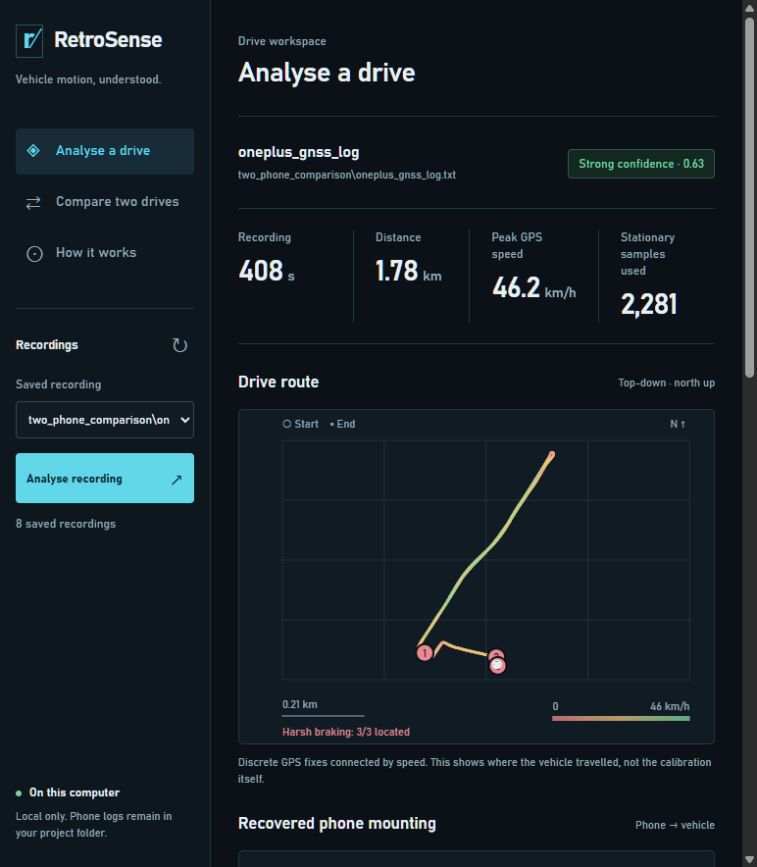 r/ RetroSense
Vehicle motion, understood.
Analyse a drive
Compare two drives
How it works
Recordings
Saved recording
two_phone_comparison\on
Analyse recording
8 saved recordings
On this computer
Local only. Phone logs remain in
your project folder.
Drive workspace
Analyse a drive
oneplus_gnss_log
two_phone_comparison\oneplus_gnss_log.txt
Strong confidence · 0.63
Recording
408 s
Distance
1.78 km
Peak GPS
speed
46.2 km/h
Stationary
samples
used
2,281
Drive route
Top-down · north up
Start
End
N ↑
1
0.21 km
0
46 km/h
Harsh braking: 3/3 located
Discrete GPS fixes connected by speed. This shows where the vehicle travelled, not the calibration
itself.
Recovered phone mounting
Phone → vehicle